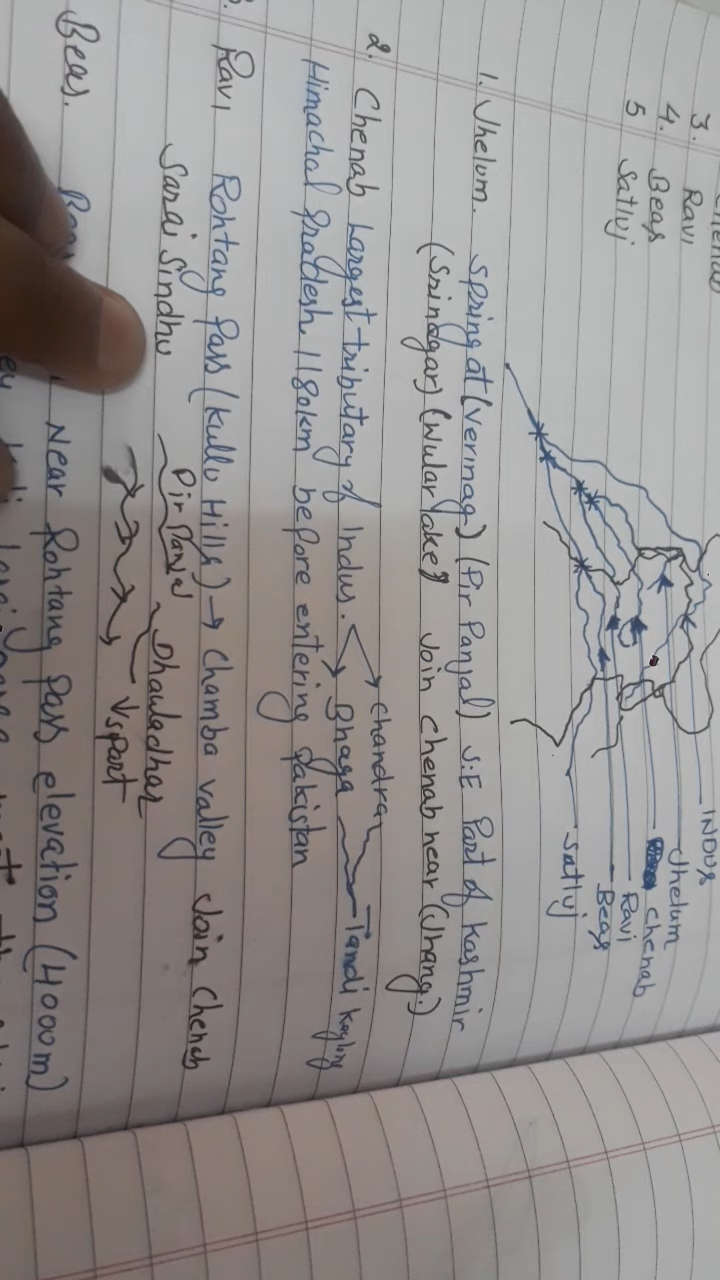 3. Ravi
4. Beas
5 Satluj
INDUS
Jhelum
Chenab
Ravi
Beas
Satluj
1. Jhelum. Spring at (Verinag) (Pir Panjal) S.E Part of Kashmir
(Srinagar) (Wular lake) Join Chenab near (Jhang.)
2. Chenab Largest tributary of Indus. Chandra
Bhaga Tandi Keylong
Himachal Pradesh 1180km before entering Pakistan
Ravi Rohtang Pass (Kullu Hills) → Chamba valley Join Chenab
Sarai Sindhu
Pir Panjal Dhauladhar
Beas.
Near Rohtang Pass elevation (4000m)